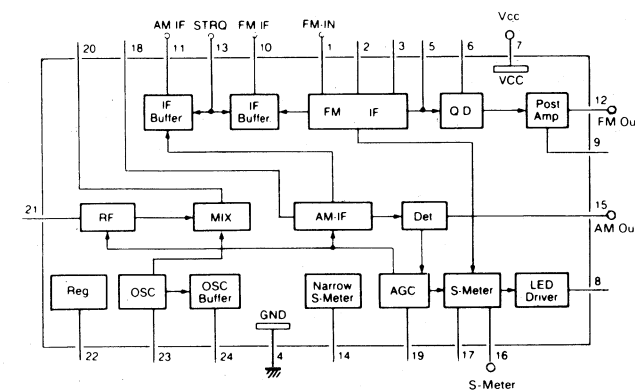 AM IF STRQ FM IF FM-IN Vcc
20 18 11 13 10 1 2 3 5 6 7
VCC
IF Buffer
IF Buffer.
FM IF
Q D
Post Amp
12
FM Ou
9
21
RF
MIX
AM-IF
Det
15
AM Ou
Reg
OSC
OSC Buffer
GND
Narrow S-Meter
AGC
S-Meter
LED Driver
8
22 23 24 4 14 19 17 16
S-Meter